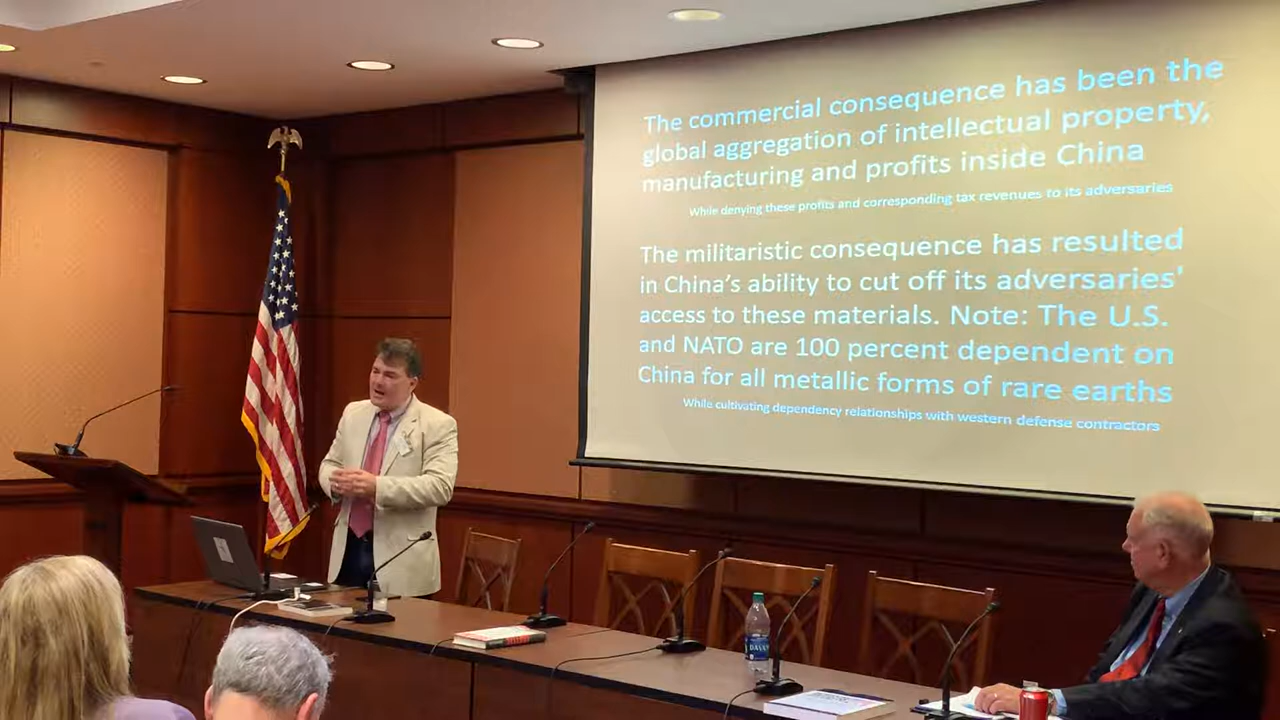 The commercial consequence has been the
global aggregation of intellectual property,
manufacturing and profits inside China
While denying these profits and corresponding tax revenues to its adversaries
The militaristic consequence has resulted
in China's ability to cut off its adversaries'
access to these materials. Note: The U.S.
and NATO are 100 percent dependent on
China for all metallic forms of rare earths
While cultivating dependency relationships with western defense contractors
DASANI